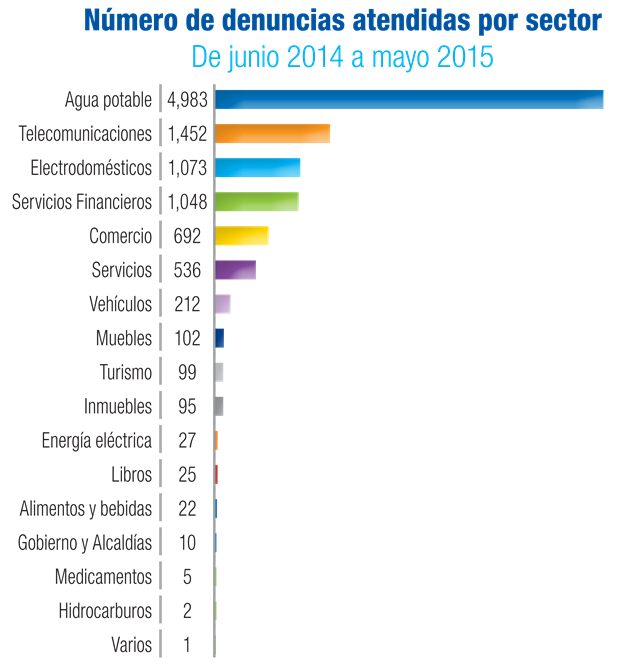 Número de denuncias atendidas por sector
De junio 2014 a mayo 2015
Agua potable 4,983
Telecomunicaciones 1,452
Electrodomésticos 1,073
Servicios Financieros 1,048
Comercio 692
Servicios 536
Vehículos 212
Muebles 102
Turismo 99
Inmuebles 95
Energía eléctrica 27
Libros 25
Alimentos y bebidas 22
Gobierno y Alcaldías 10
Medicamentos 5
Hidrocarburos 2
Varios 1